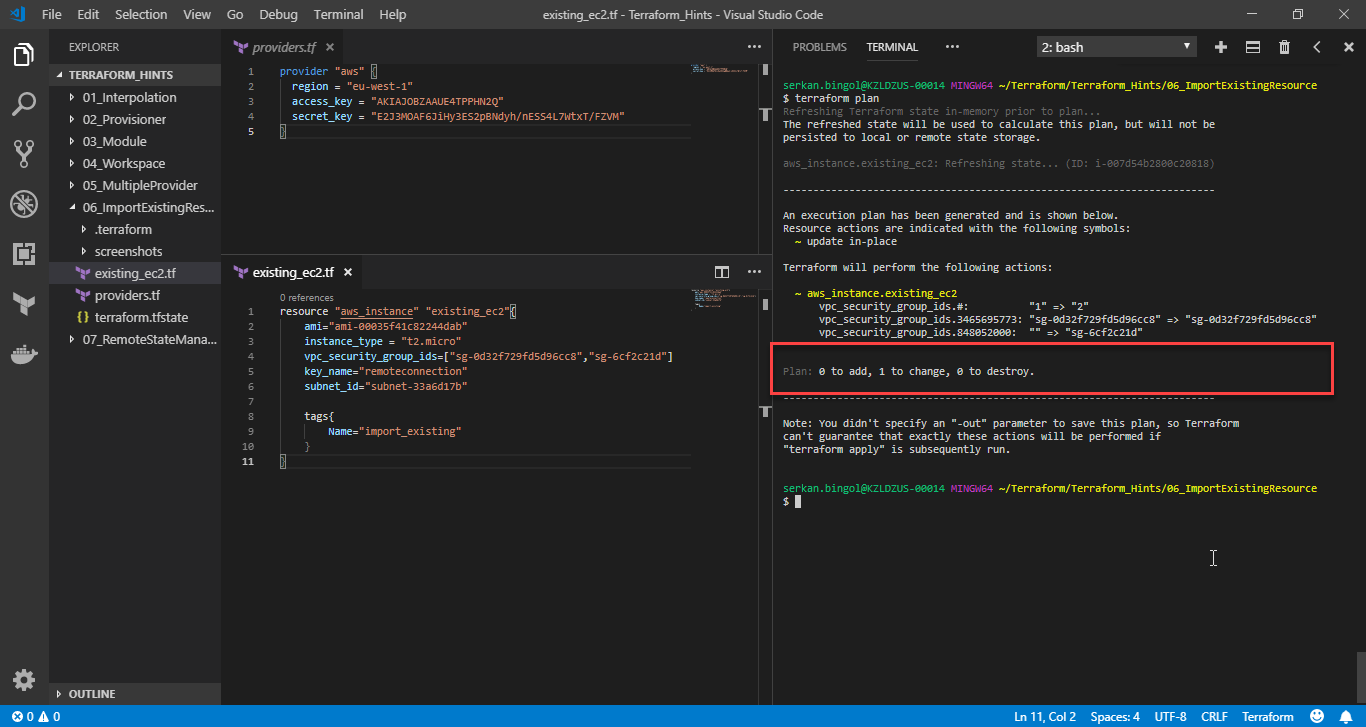 File Edit Selection View Go Debug Terminal Help
existing_ec2.tf - Terraform_Hints - Visual Studio Code
EXPLORER
TERRAFORM_HINTS
01_Interpolation
02_Provisioner
03_Module
04_Workspace
05_MultipleProvider
06_ImportExistingRes...
.terraform
screenshots
existing_ec2.tf
providers.tf
terraform.tfstate
07_RemoteStateMana...
OUTLINE
providers.tf
1 provider "aws" {
2 region = "eu-west-1"
3 access_key = "AKIAJOBZAAUE4TPPHN2Q"
4 secret_key = "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"
5 }
existing_ec2.tf
0 references
1 resource "aws_instance" "existing_ec2"{
2 ami="ami-00035f41c82244dab"
3 instance_type = "t2.micro"
4 vpc_security_group_ids=["sg-0d32f729fd5d96cc8","sg-6cf2c21d"]
5 key_name="remoteconnection"
6 subnet_id="subnet-33a6d17b"
7
8 tags{
9 Name="import_existing"
10 }
11 }
PROBLEMS TERMINAL
2: bash
serkan.bingol@KZLDZUS-00014 MINGW64 ~/Terraform/Terraform_Hints/06_ImportExistingResource
$ terraform plan
Refreshing Terraform state in-memory prior to plan...
The refreshed state will be used to calculate this plan, but will not be
persisted to local or remote state storage.
aws_instance.existing_ec2: Refreshing state... (ID: i-007d54b2800c20818)
------------------------------------------------------------------------
An execution plan has been generated and is shown below.
Resource actions are indicated with the following symbols:
~ update in-place
Terraform will perform the following actions:
~ aws_instance.existing_ec2
vpc_security_group_ids.#: "1" => "2"
vpc_security_group_ids.3465695773: "sg-0d32f729fd5d96cc8" => "sg-0d32f729fd5d96cc8"
vpc_security_group_ids.848052000: "" => "sg-6cf2c21d"
Plan: 0 to add, 1 to change, 0 to destroy.
------------------------------------------------------------------------
Note: You didn't specify an "-out" parameter to save this plan, so Terraform
can't guarantee that exactly these actions will be performed if
"terraform apply" is subsequently run.
serkan.bingol@KZLDZUS-00014 MINGW64 ~/Terraform/Terraform_Hints/06_ImportExistingResource
$
0 0
Ln 11, Col 2 Spaces: 4 UTF-8 CRLF Terraform